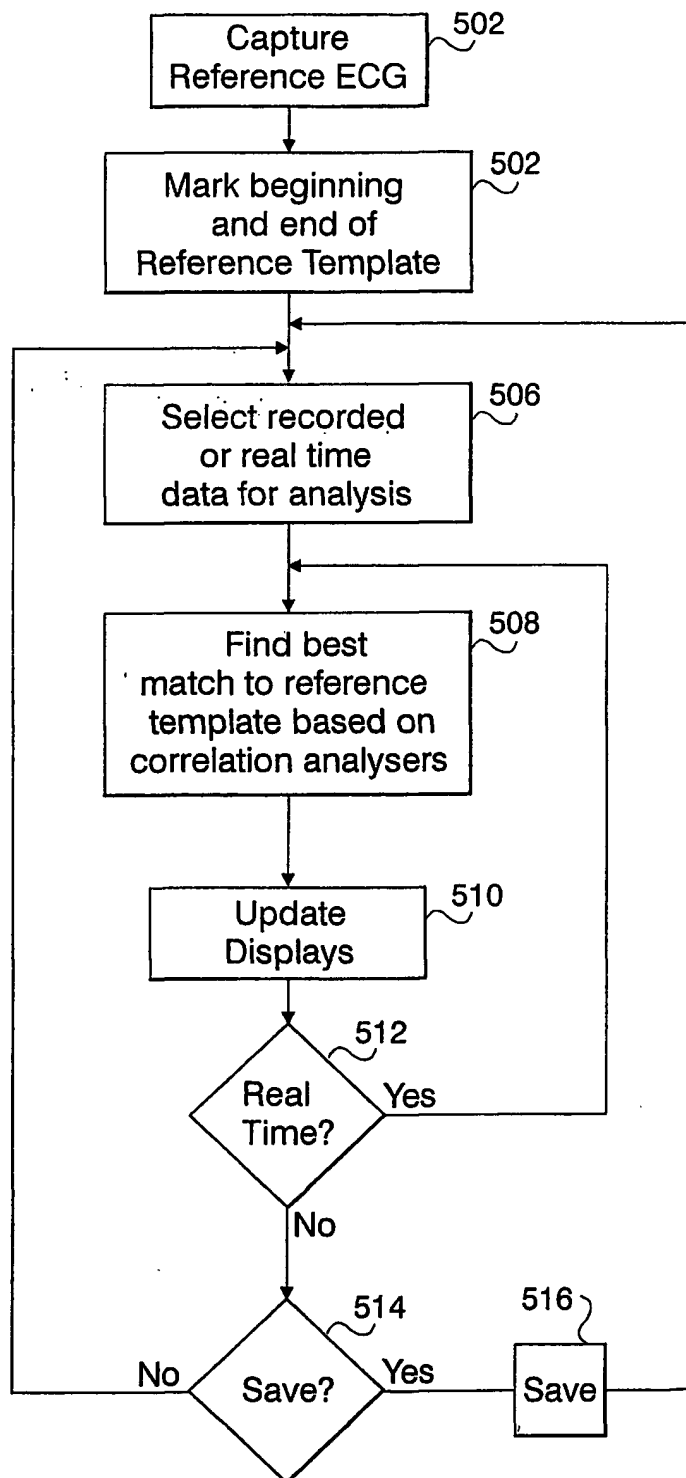 Capture
Reference ECG
502
Mark beginning
and end of
Reference Template
502
Select recorded
or real time
data for analysis
506
Find best
match to reference
template based on
correlation analysers
508
Update
Displays
510
Real
Time?
512
Yes
No
Save?
514
No
Yes
Save
516